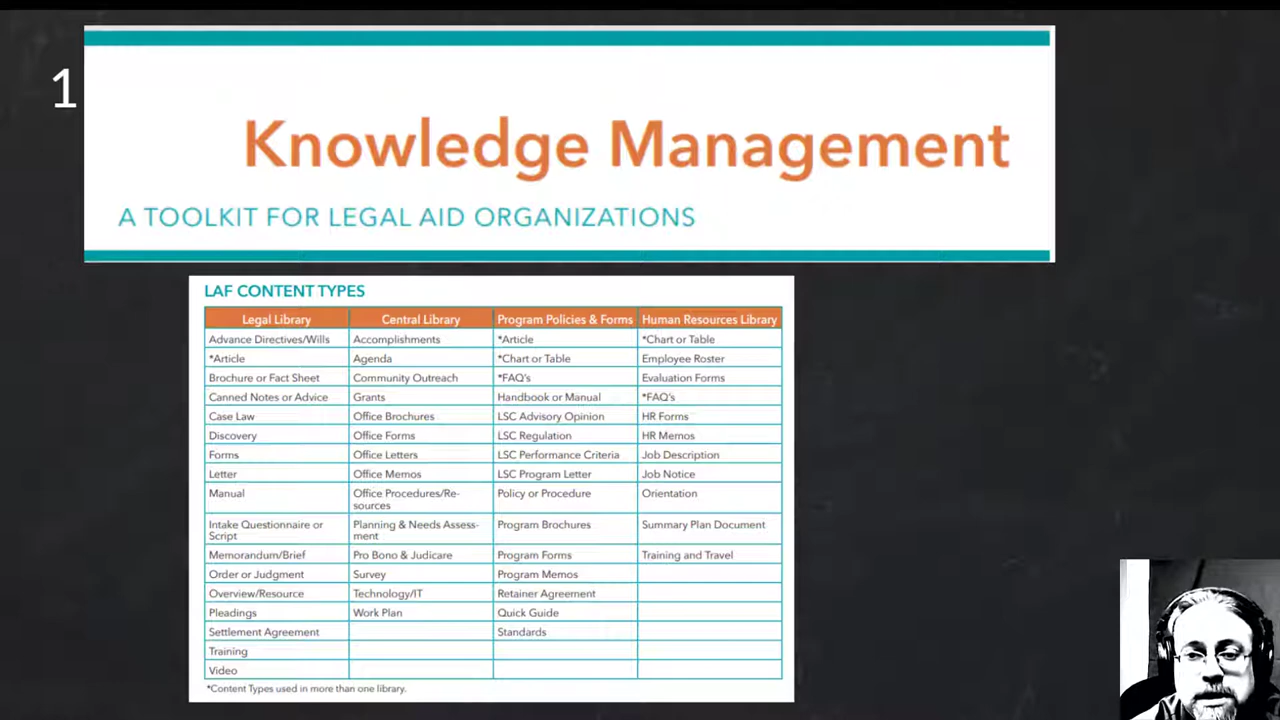 1
Knowledge Management
A TOOLKIT FOR LEGAL AID ORGANIZATIONS
LAF CONTENT TYPES
Legal Library Central Library Program Policies & Forms Human Resources Library
Advance Directives/Wills Accomplishments *Article *Chart or Table
*Article Agenda *Chart or Table Employee Roster
Brochure or Fact Sheet Community Outreach *FAQ's Evaluation Forms
Canned Notes or Advice Grants Handbook or Manual *FAQ's
Case Law Office Brochures LSC Advisory Opinion HR Forms
Discovery Office Forms LSC Regulation HR Memos
Forms Office Letters LSC Performance Criteria Job Description
Letter Office Memos LSC Program Letter Job Notice
Manual Office Procedures/Re- Policy or Procedure Orientation
sources
Intake Questionnaire or Planning & Needs Assess- Program Brochures Summary Plan Document
Script ment
Memorandum/Brief Pro Bono & Judicare Program Forms Training and Travel
Order or Judgment Survey Program Memos
Overview/Resource Technology/IT Retainer Agreement
Pleadings Work Plan Quick Guide
Settlement Agreement Standards
Training
Video
*Content Types used in more than one library.